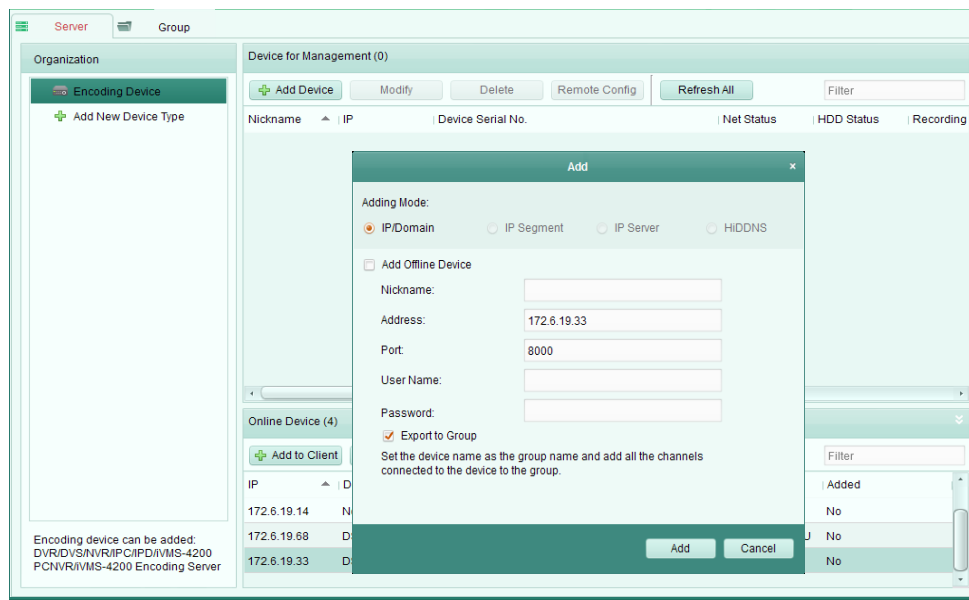 Server
Group
Organization
Encoding Device
Add New Device Type
Encoding device can be added:
DVR/DVS/NVR/IPC/IPD/iVMS-4200
PCNVR/iVMS-4200 Encoding Server
Device for Management (0)
Add Device Modify Delete Remote Config Refresh All Filter
Nickname IP Device Serial No. Net Status HDD Status Recording
Add
Adding Mode:
IP/Domain IP Segment IP Server HiDDNS
Add Offline Device
Nickname:
Address: 172.6.19.33
Port: 8000
User Name:
Password:
Export to Group
Set the device name as the group name and add all the channels
connected to the device to the group.
Add Cancel
Online Device (4)
Add to Client Filter
IP Added
172.6.19.14 No
172.6.19.68 No
172.6.19.33 No